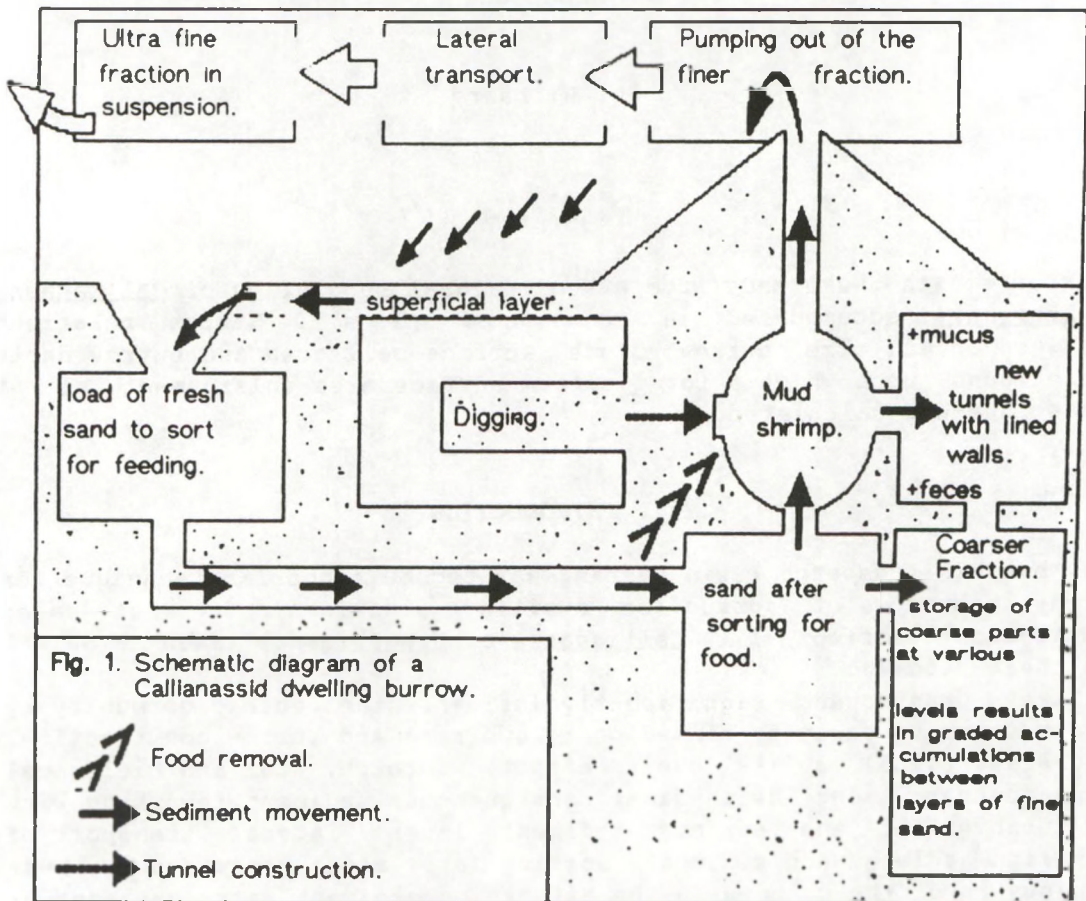 Ultra fine
fraction in
suspension.
Lateral
transport.
Pumping out of the
finer fraction.
superficial layer.
load of fresh
sand to sort
for feeding.
Digging.
Mud
shrimp.
+mucus
new
tunnels
with lined
walls.
+feces
sand after
sorting for
food.
Coarser
Fraction
storage of
coarse parts
at various
levels results
in graded ac-
cumulations
between
layers of fine
sand.
Fig. 1. Schematic diagram of a
Callianassid dwelling burrow.
Food removal.
Sediment movement.
Tunnel construction.